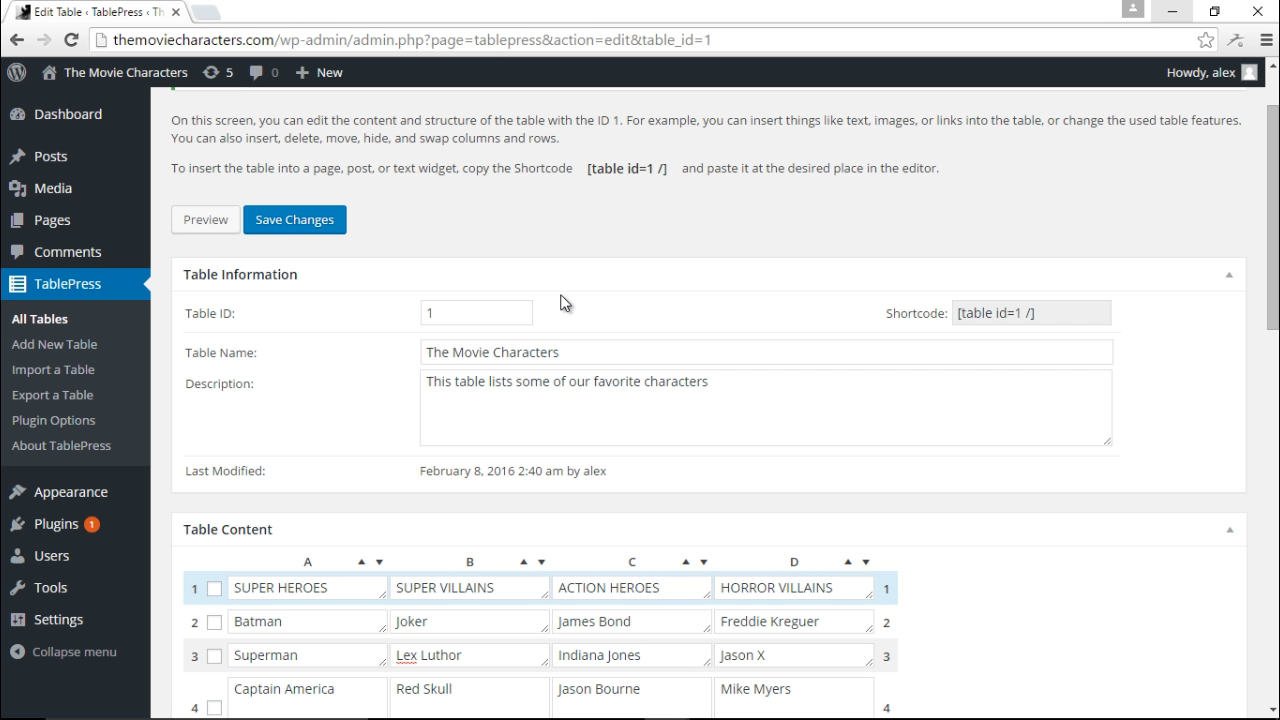 Edit Table ‹ TablePress ‹ Th
themoviecharacters.com/wp-admin/admin.php?page=tablepress&action=edit&table_id=1
The Movie Characters 5 0 New Howdy, alex
Dashboard
Posts
Media
Pages
Comments
TablePress
All Tables
Add New Table
Import a Table
Export a Table
Plugin Options
About TablePress
Appearance
Plugins 1
Users
Tools
Settings
Collapse menu
On this screen, you can edit the content and structure of the table with the ID 1. For example, you can insert things like text, images, or links into the table, or change the used table features.
You can also insert, delete, move, hide, and swap columns and rows.
To insert the table into a page, post, or text widget, copy the Shortcode [table id=1 /] and paste it at the desired place in the editor.
Preview Save Changes
Table Information
Table ID: 1 Shortcode: [table id=1 /]
Table Name: The Movie Characters
Description: This table lists some of our favorite characters
Last Modified: February 8, 2016 2:40 am by alex
Table Content
A B C D
1 SUPER HEROES SUPER VILLAINS ACTION HEROES HORROR VILLAINS 1
2 Batman Joker James Bond Freddie Kreguer 2
3 Superman Lex Luthor Indiana Jones Jason X 3
4 Captain America Red Skull Jason Bourne Mike Myers 4